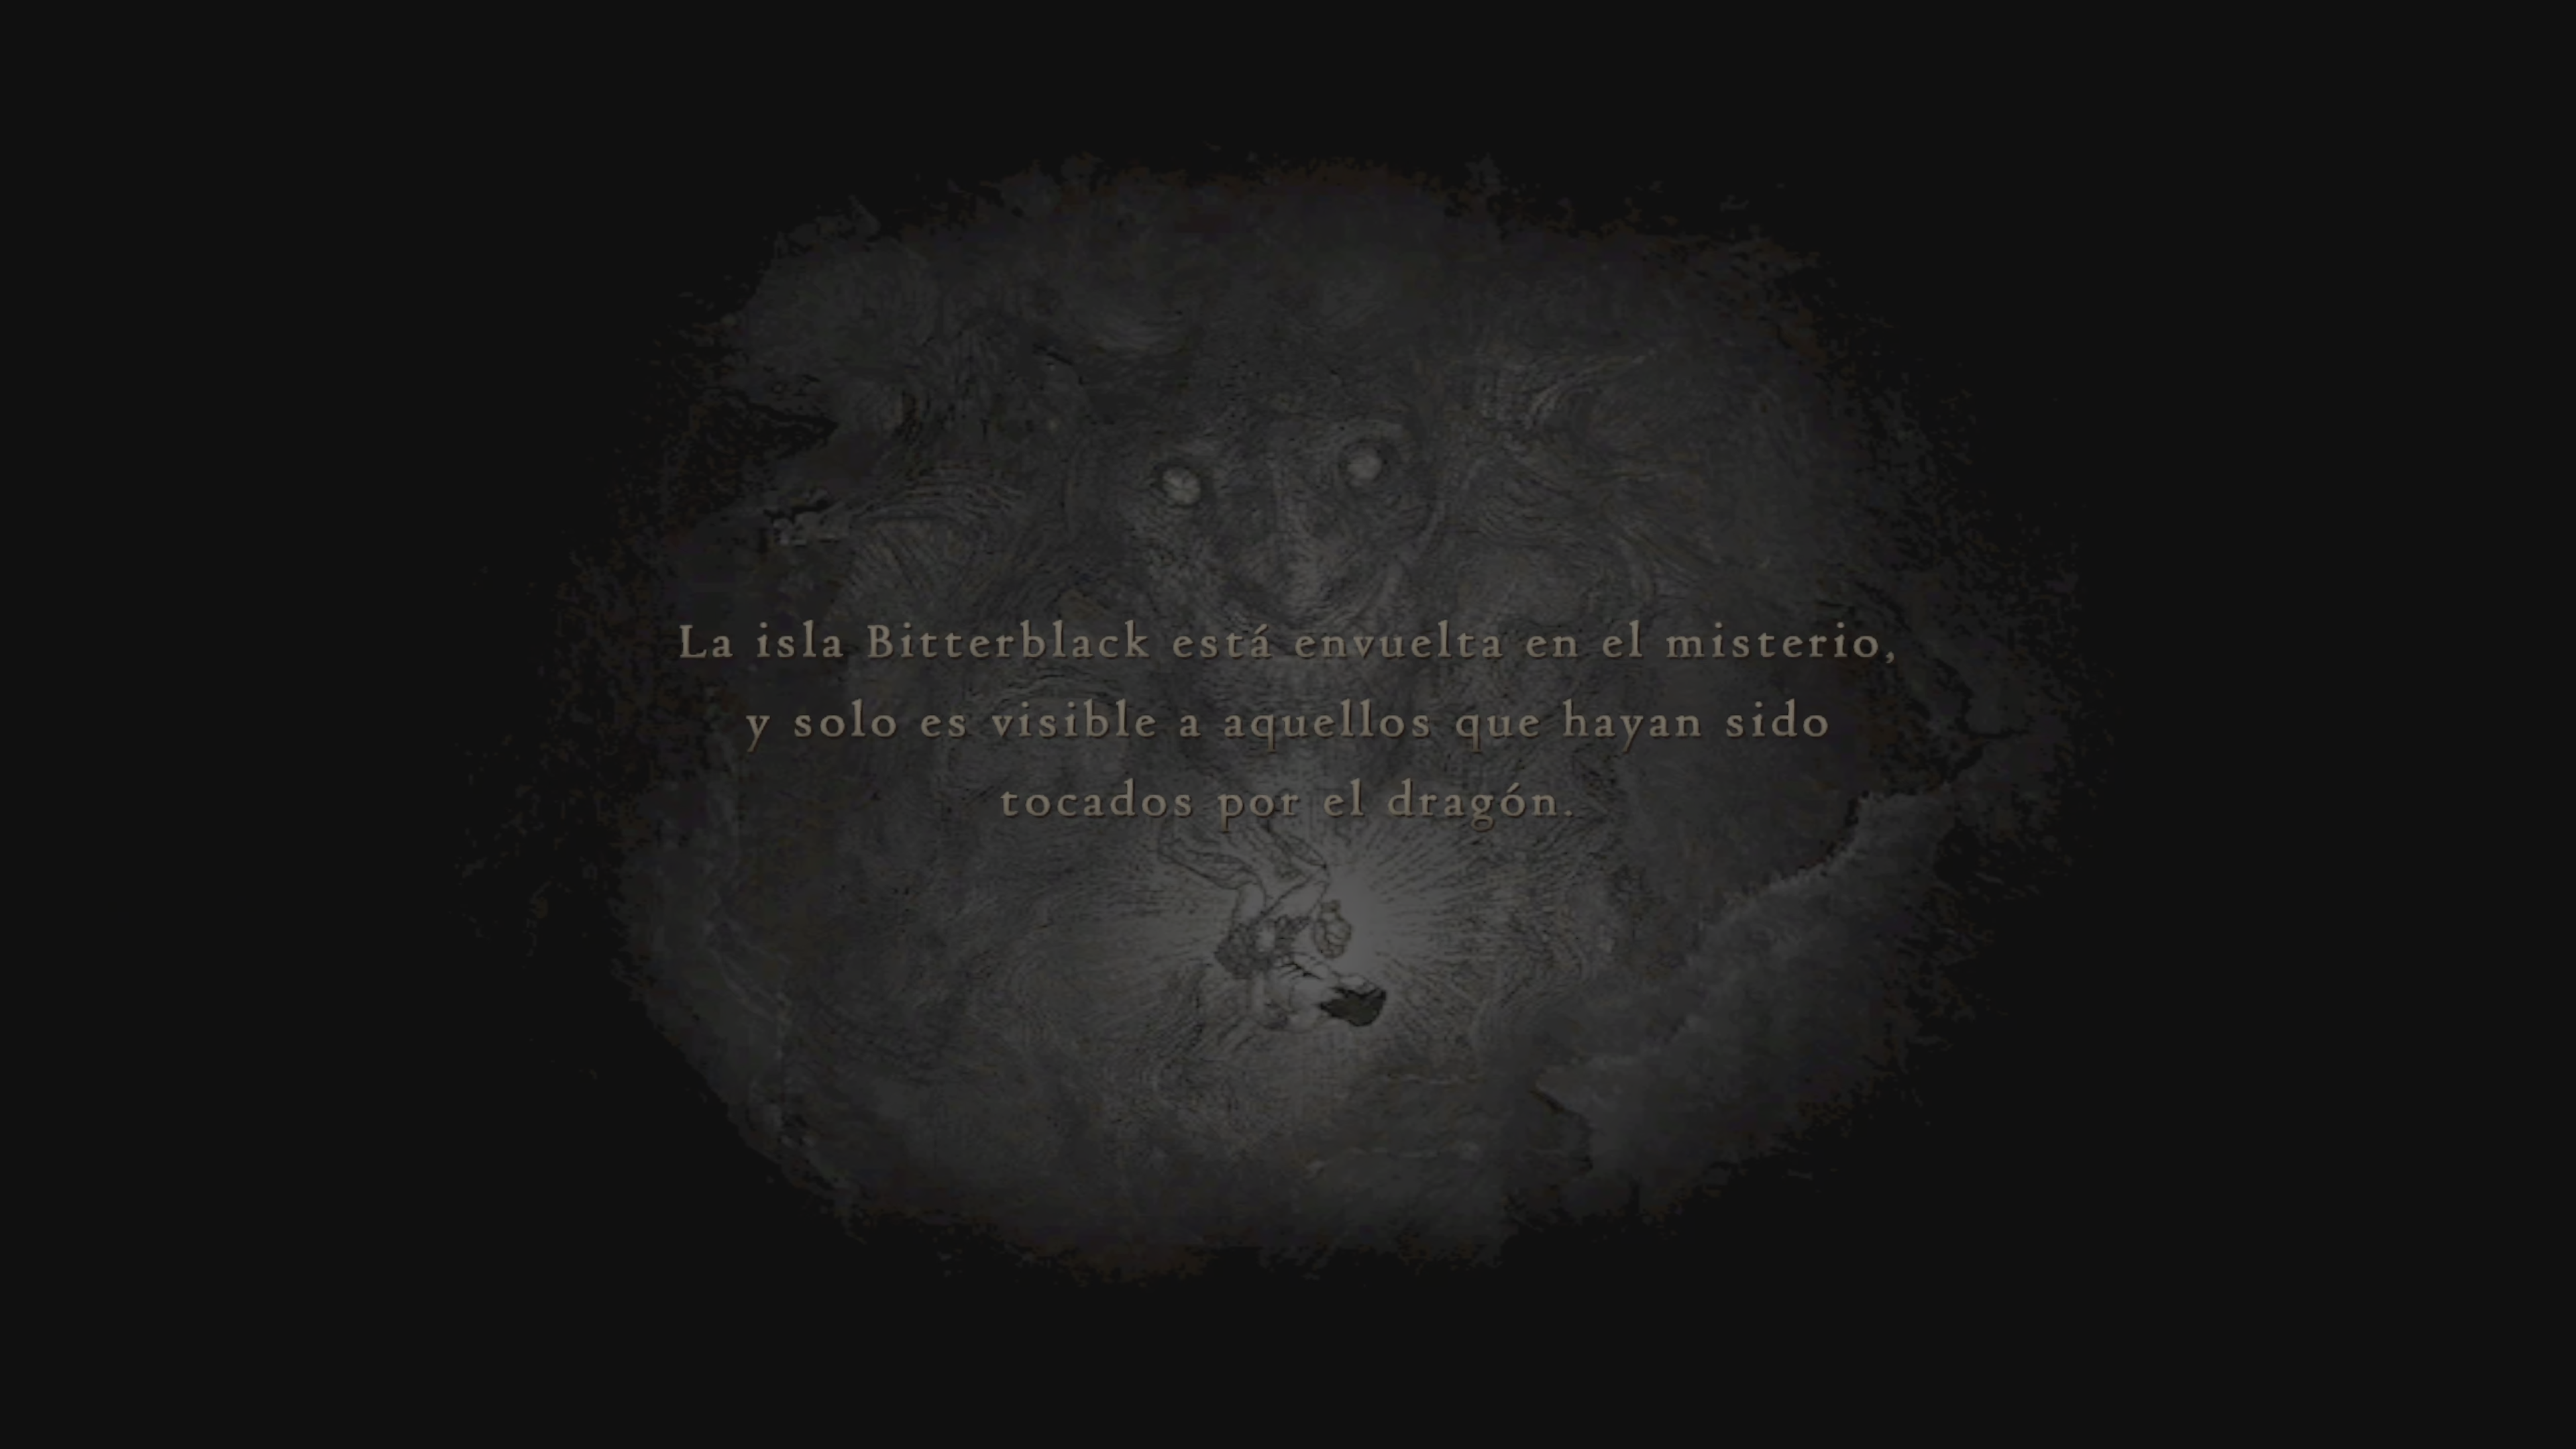 La isla Bitterblack está envuelta en el misterio,
y solo es visible a aquellos que hayan sido
tocados por el dragón.